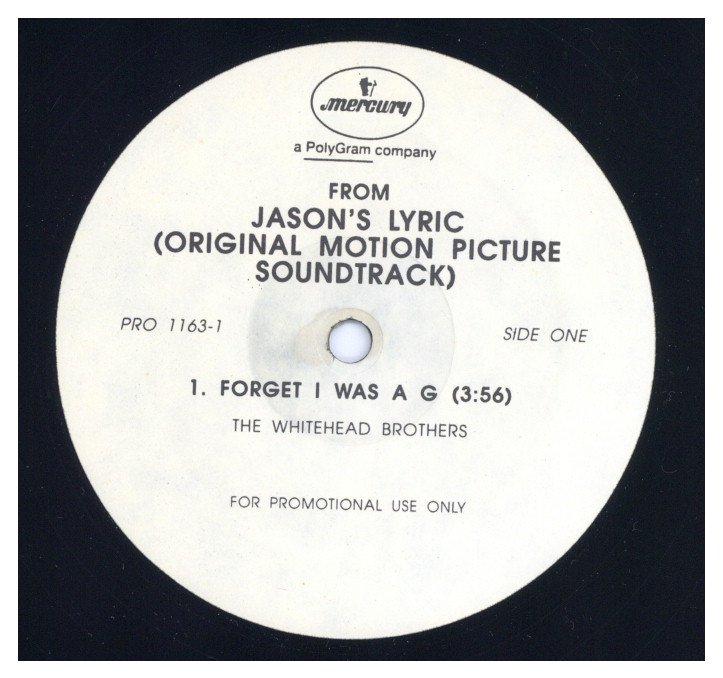 mercury
a PolyGram company
FROM
JASON'S LYRIC
(ORIGINAL MOTION PICTURE
SOUNDTRACK)
PRO 1163-1
SIDE ONE
1. FORGET I WAS A G (3:56)
THE WHITEHEAD BROTHERS
FOR PROMOTIONAL USE ONLY